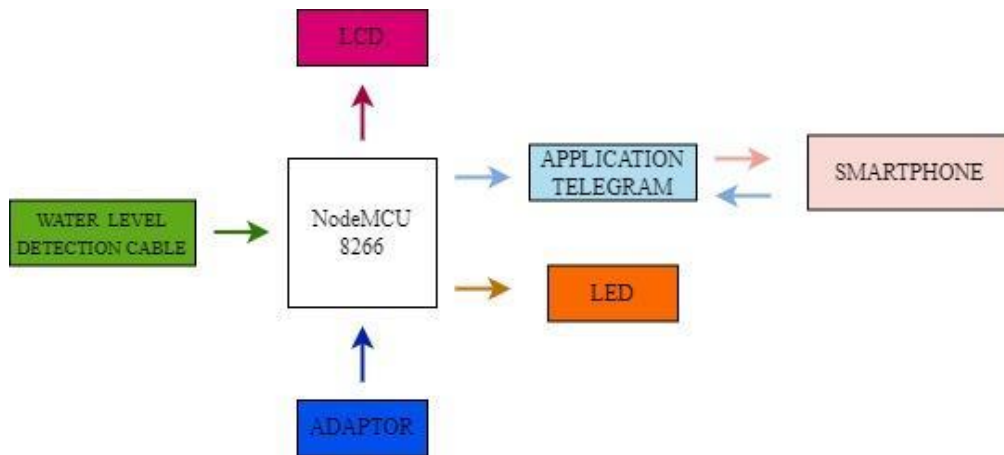 LCD
APPLICATION
TELEGRAM
SMARTPHONE
NodeMCU
8266
WATER LEVEL
DETECTION CABLE
LED
ADAPTOR